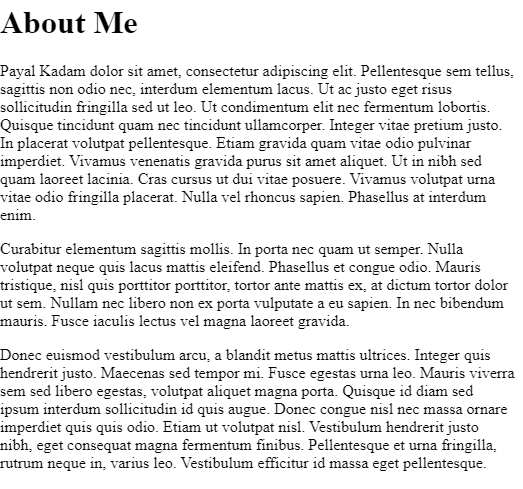 About Me
Payal Kadam dolor sit amet, consectetur adipiscing elit. Pellentesque sem tellus,
sagittis non odio nec, interdum elementum lacus. Ut ac justo eget risus
sollicitudin fringilla sed ut leo. Ut condimentum elit nec fermentum lobortis.
Quisque tincidunt quam nec tincidunt ullamcorper. Integer vitae pretium justo.
In placerat volutpat pellentesque. Etiam gravida quam vitae odio pulvinar
imperdiet. Vivamus venenatis gravida purus sit amet aliquet. Ut in nibh sed
quam laoreet lacinia. Cras cursus ut dui vitae posuere. Vivamus volutpat urna
vitae odio fringilla placerat. Nulla vel rhoncus sapien. Phasellus at interdum
enim.
Curabitur elementum sagittis mollis. In porta nec quam ut semper. Nulla
volutpat neque quis lacus mattis eleifend. Phasellus et congue odio. Mauris
tristique, nisl quis porttitor porttitor, tortor ante mattis ex, at dictum tortor dolor
ut sem. Nullam nec libero non ex porta vulputate a eu sapien. In nec bibendum
mauris. Fusce iaculis lectus vel magna laoreet gravida.
Donec euismod vestibulum arcu, a blandit metus mattis ultrices. Integer quis
hendrerit justo. Maecenas sed tempor mi. Fusce egestas urna leo. Mauris viverra
sem sed libero egestas, volutpat aliquet magna porta. Quisque id diam sed
ipsum interdum sollicitudin id quis augue. Donec congue nisl nec massa ornare
imperdiet quis quis odio. Etiam ut volutpat nisl. Vestibulum hendrerit justo
nibh, eget consequat magna fermentum finibus. Pellentesque et urna fringilla,
rutrum neque in, varius leo. Vestibulum efficitur id massa eget pellentesque.